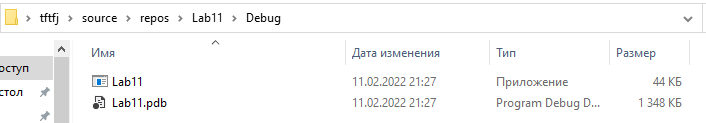 tftfj > source > repos > Lab11 > Debug
Имя Дата изменения Тип Размер
оступ Lab11 11.02.2022 21:27 Приложение 44 КБ
стол Lab11.pdb 11.02.2022 21:27 Program Debug D... 1 348 КБ